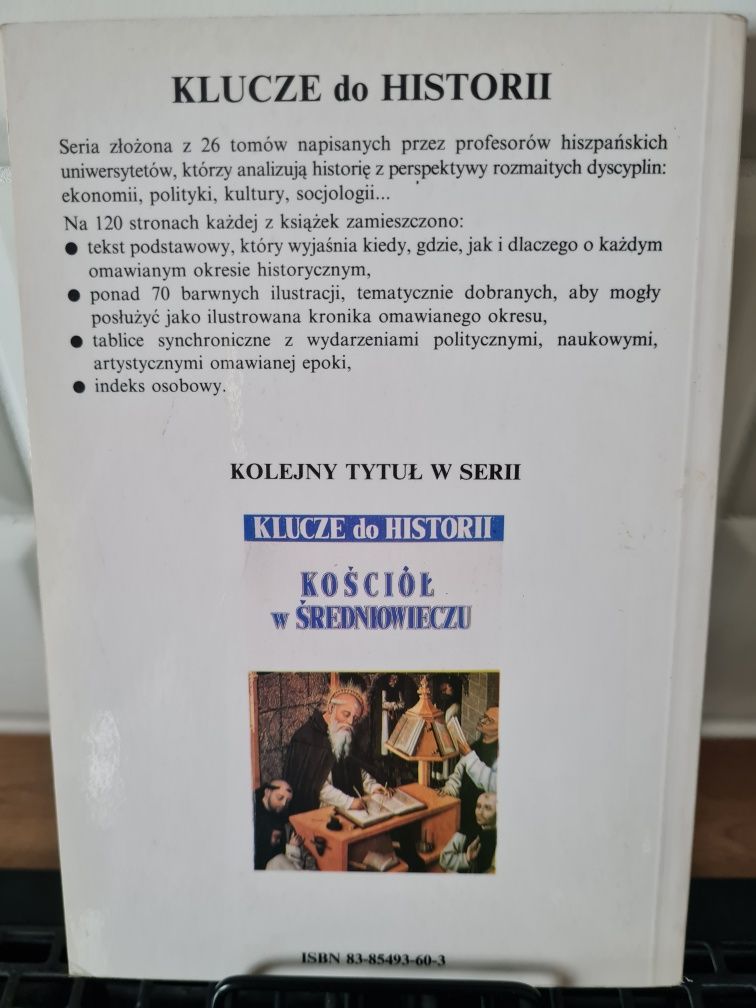 KLUCZE do HISTORII
Seria złożona z 26 tomów napisanych przez profesorów hiszpańskich
uniwersytetów, którzy analizują historię z perspektywy rozmaitych dyscyplin:
ekonomii, polityki, kultury, socjologii...
Na 120 stronach każdej z książek zamieszczono:
● tekst podstawowy, który wyjaśnia kiedy, gdzie, jak i dlaczego o każdym
omawianym okresie historycznym,
● ponad 70 barwnych ilustracji, tematycznie dobranych, aby mogły
posłużyć jako ilustrowana kronika omawianego okresu,
● tablice synchroniczne z wydarzeniami politycznymi, naukowymi,
artystycznymi omawianej epoki,
● indeks osobowy.
KOLEJNY TYTUŁ W SERII
KLUCZE do HISTORII
KOŚCIÓŁ
w ŚREDNIOWIECZU
ISBN 83-85493-60-3